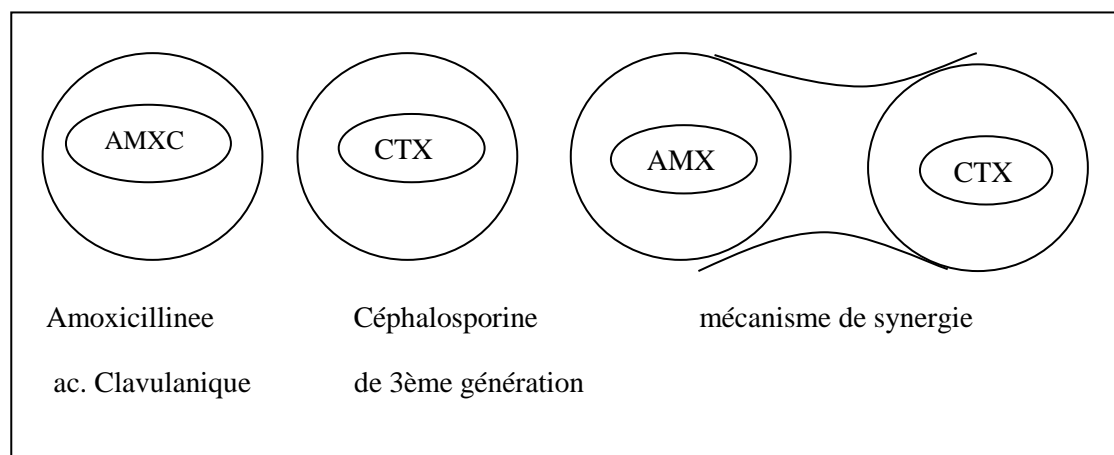 AMXC
CTX
AMX
CTX
Amoxicillinee
Céphalosporine
mécanisme de synergie
ac. Clavulanique
de 3ème génération